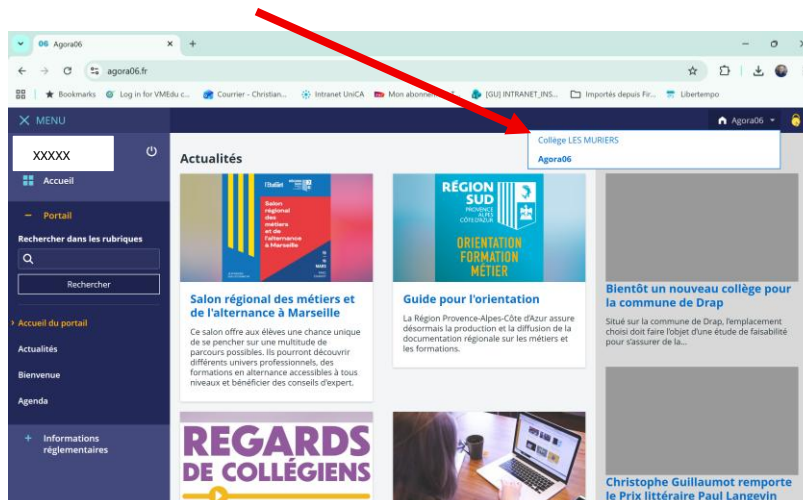 Agora06
agora06.fr
Bookmarks
Log in for VMEdu c...
Courrier - Christian...
Intranet UniCA
Mon abonnem
[GU] INTRANET_INS...
Importés depuis Fir...
Libertempo
MENU
Agora06
Collège LES MURIERS
Agora06
XXXXX
Accueil
Portail
Rechercher dans les rubriques
Rechercher
Accueil du portail
Actualités
Bienvenue
Agenda
Informations
réglementaires
Actualités
l'Etudiant
Salon
régional
des
métiers
et de
l'alternance
à Marseille
Salon régional des métiers et
de l'alternance à Marseille
Ce salon offre aux élèves une chance unique
de se pencher sur une multitude de
parcours possibles. Ils pourront découvrir
différents univers professionnels, des
formations en alternance accessibles à tous
niveaux et bénéficier des conseils d'expert.
RÉGION
SUD
PROVENCE
ALPES
CÔTE D'AZUR
ORIENTATION
FORMATION
MÉTIER
Guide pour l'orientation
La Région Provence-Alpes-Côte d'Azur assure
désormais la production et la diffusion de la
documentation régionale sur les métiers et
les formations.
Bientôt un nouveau collège pour
la commune de Drap
Situé sur la commune de Drap, l'emplacement
choisi doit faire l'objet d'une étude de faisabilité
pour s'assurer de la...
REGARDS
DE COLLÉGIENS
Christophe Guillaumot remporte
le Prix littéraire Paul Langevin